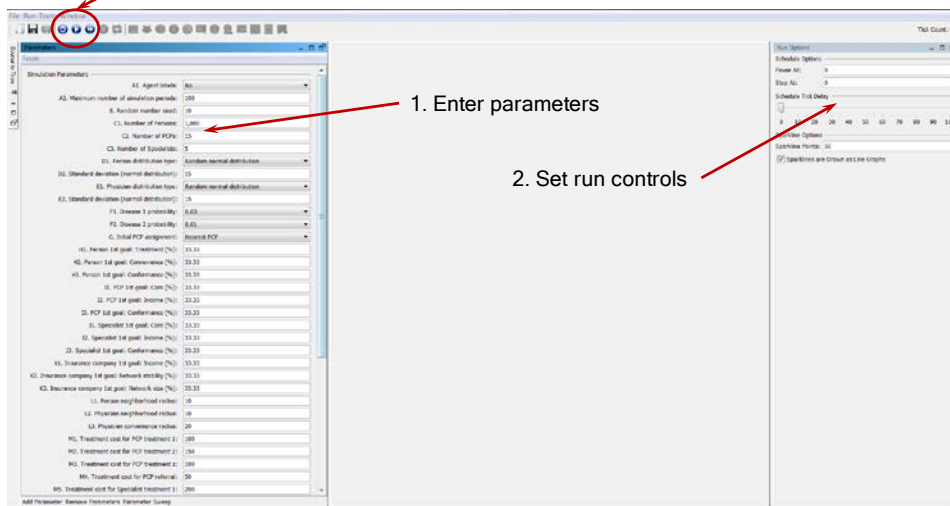 File Run Tools Window
Tick Count:
Parameters
Simulation Parameters
A1. Agent labels: No
A2. Maximum number of simulation periods: 100
B. Random number seed: 10
C1. Number of Persons: 1,000
C2. Number of PCPs: 15
C3. Number of Specialists: 5
D1. Person distribution type: Random normal distribution
D2. Standard deviation (normal distribution): 15
E1. Physician distribution type: Random normal distribution
E2. Standard deviation (normal distribution): 15
F1. Disease 1 probability: 0.03
F2. Disease 2 probability: 0.01
G. Initial PCP assignment: Nearest PCP
H1. Person 1st goal: Treatment (%): 33.33
H2. Person 1st goal: Convenience (%): 33.33
H3. Person 1st goal: Conformance (%): 33.33
I1. PCP 1st goal: Care (%): 33.33
I2. PCP 1st goal: Income (%): 33.33
I3. PCP 1st goal: Conformance (%): 33.33
J1. Specialist 1st goal: Care (%): 33.33
J2. Specialist 1st goal: Income (%): 33.33
J3. Specialist 1st goal: Conformance (%): 33.33
K1. Insurance company 1st goal: Income (%): 33.33
K2. Insurance company 1st goal: Network stability (%): 33.33
K3. Insurance company 1st goal: Network size (%): 33.33
L1. Person neighborhood radius: 10
L2. Physician neighborhood radius: 10
L3. Physician convenience radius: 20
M1. Treatment cost for PCP treatment 1: 100
M2. Treatment cost for PCP treatment 2: 150
Treatment cost for PCP treatment 300
M4. Treatment cost for PCP referral: 50
M5. Treatment cost for Specialist treatment 1: 200
Add Parameter Remove Parameters Parameter Sweep
1. Enter parameters
2. Set run controls
Run Options
Schedule Options
Pause At: 0
Stop At: 0
Schedule Tick Delay
0 10 20 30 40 50 60 70 80 90
Sparkline Options
Sparkline Points: 50
Sparklines are Drawn as Line Graphs